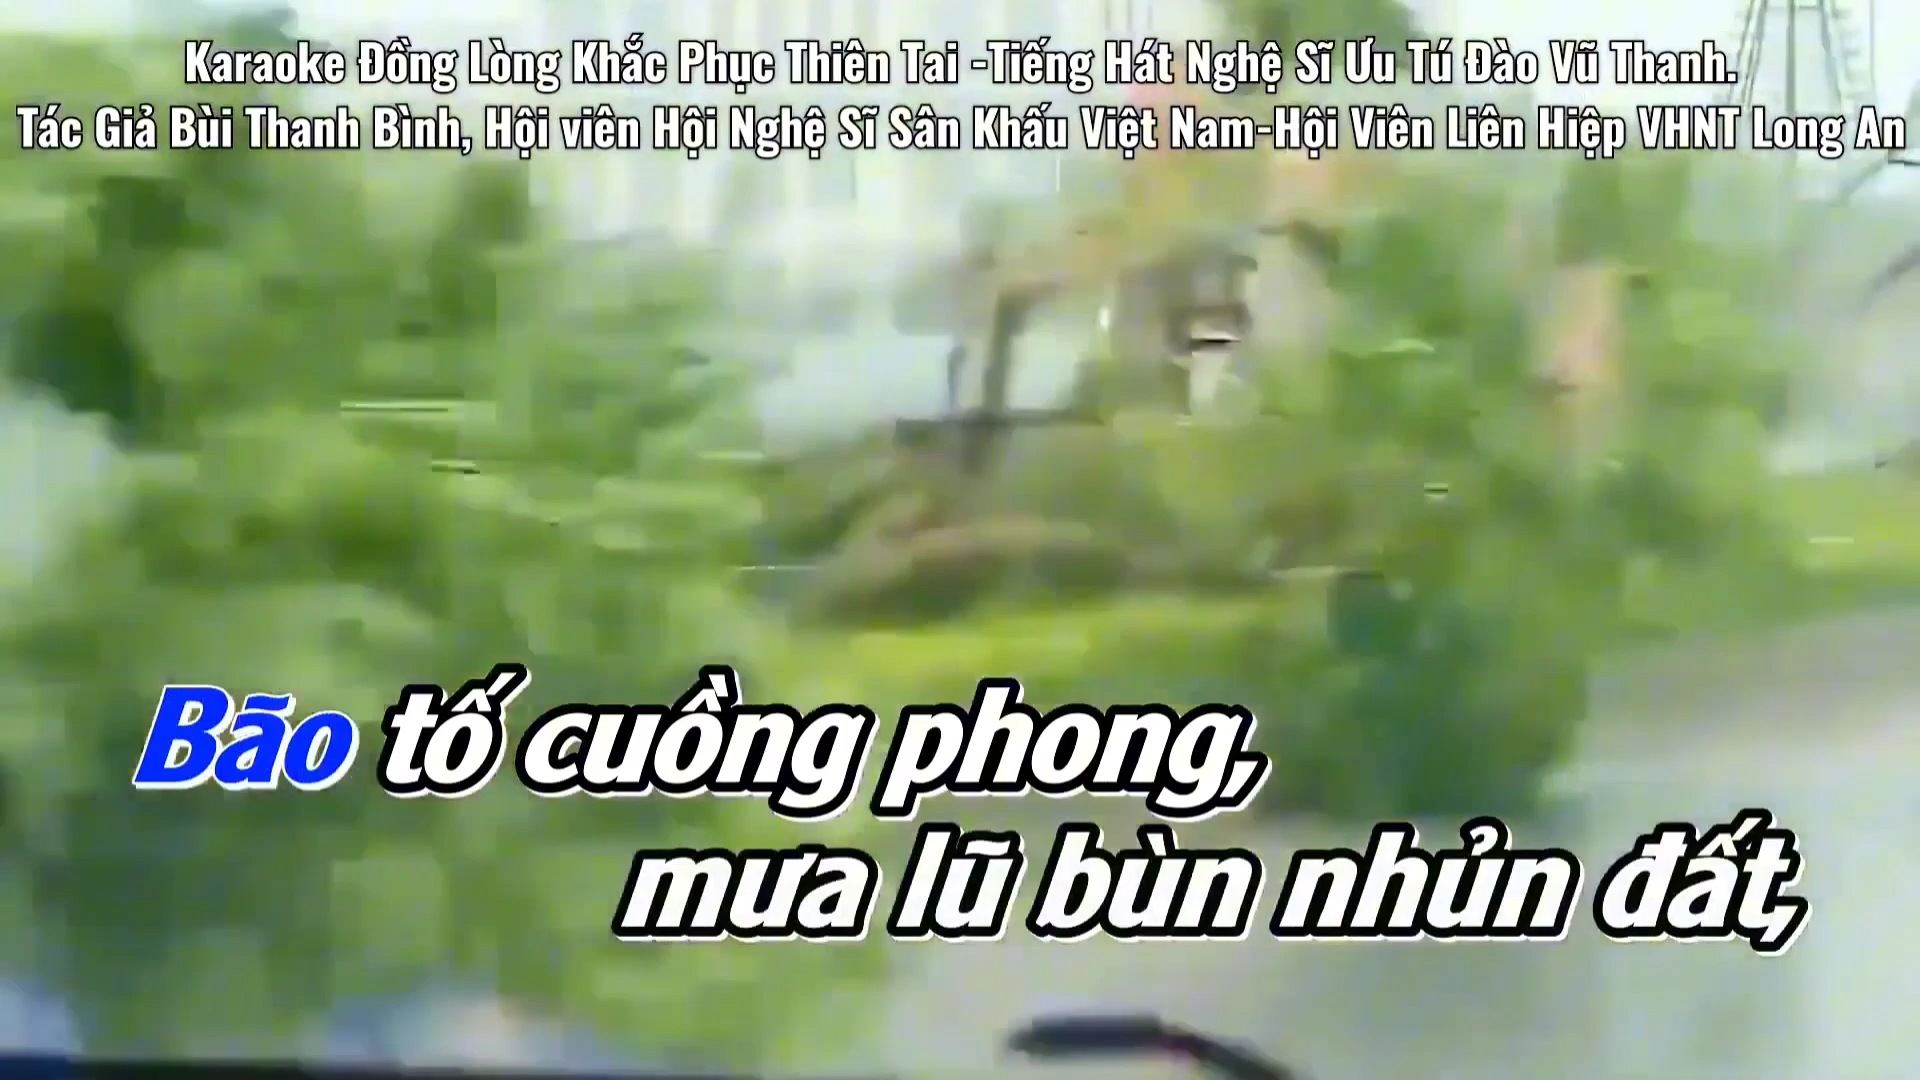 Karaoke Đồng Lòng Khắc Phục Thiên Tai -Tiếng Hát Nghệ Sĩ Ưu Tú Đào Vũ Thanh.
Tác Giả Bùi Thanh Bình, Hội viên Hội Nghệ Sĩ Sân Khấu Việt Nam-Hội Viên Liên Hiệp VHNT Long An
Bão tố cuồng phong,
mưa lũ bùn nhủn đất,